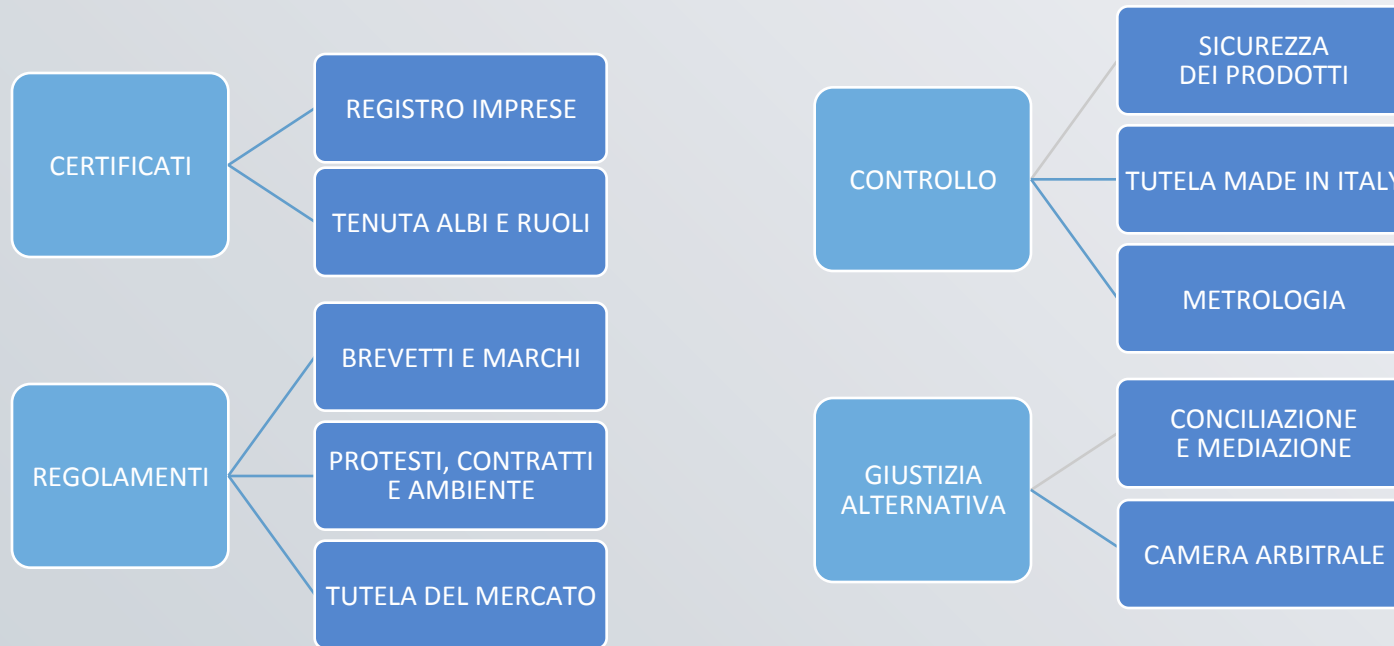 CERTIFICATI
REGISTRO IMPRESE
TENUTA ALBI E RUOLI
REGOLAMENTI
BREVETTI E MARCHI
PROTESTI, CONTRATTI
E AMBIENTE
TUTELA DEL MERCATO
CONTROLLO
SICUREZZA
DEI PRODOTTI
TUTELA MADE IN ITALY
METROLOGIA
GIUSTIZIA
ALTERNATIVA
CONCILIAZIONE
E MEDIAZIONE
CAMERA ARBITRALE